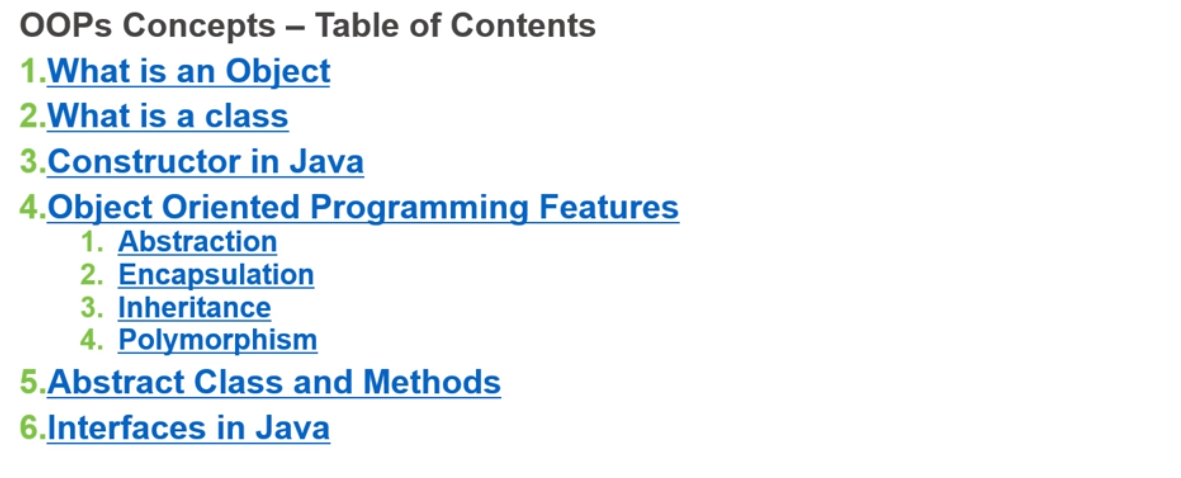 OOPs Concepts – Table of Contents
1.What is an Object
2.What is a class
3.Constructor in Java
4.Object Oriented Programming Features
1. Abstraction
2. Encapsulation
3. Inheritance
4. Polymorphism
5.Abstract Class and Methods
6.Interfaces in Java